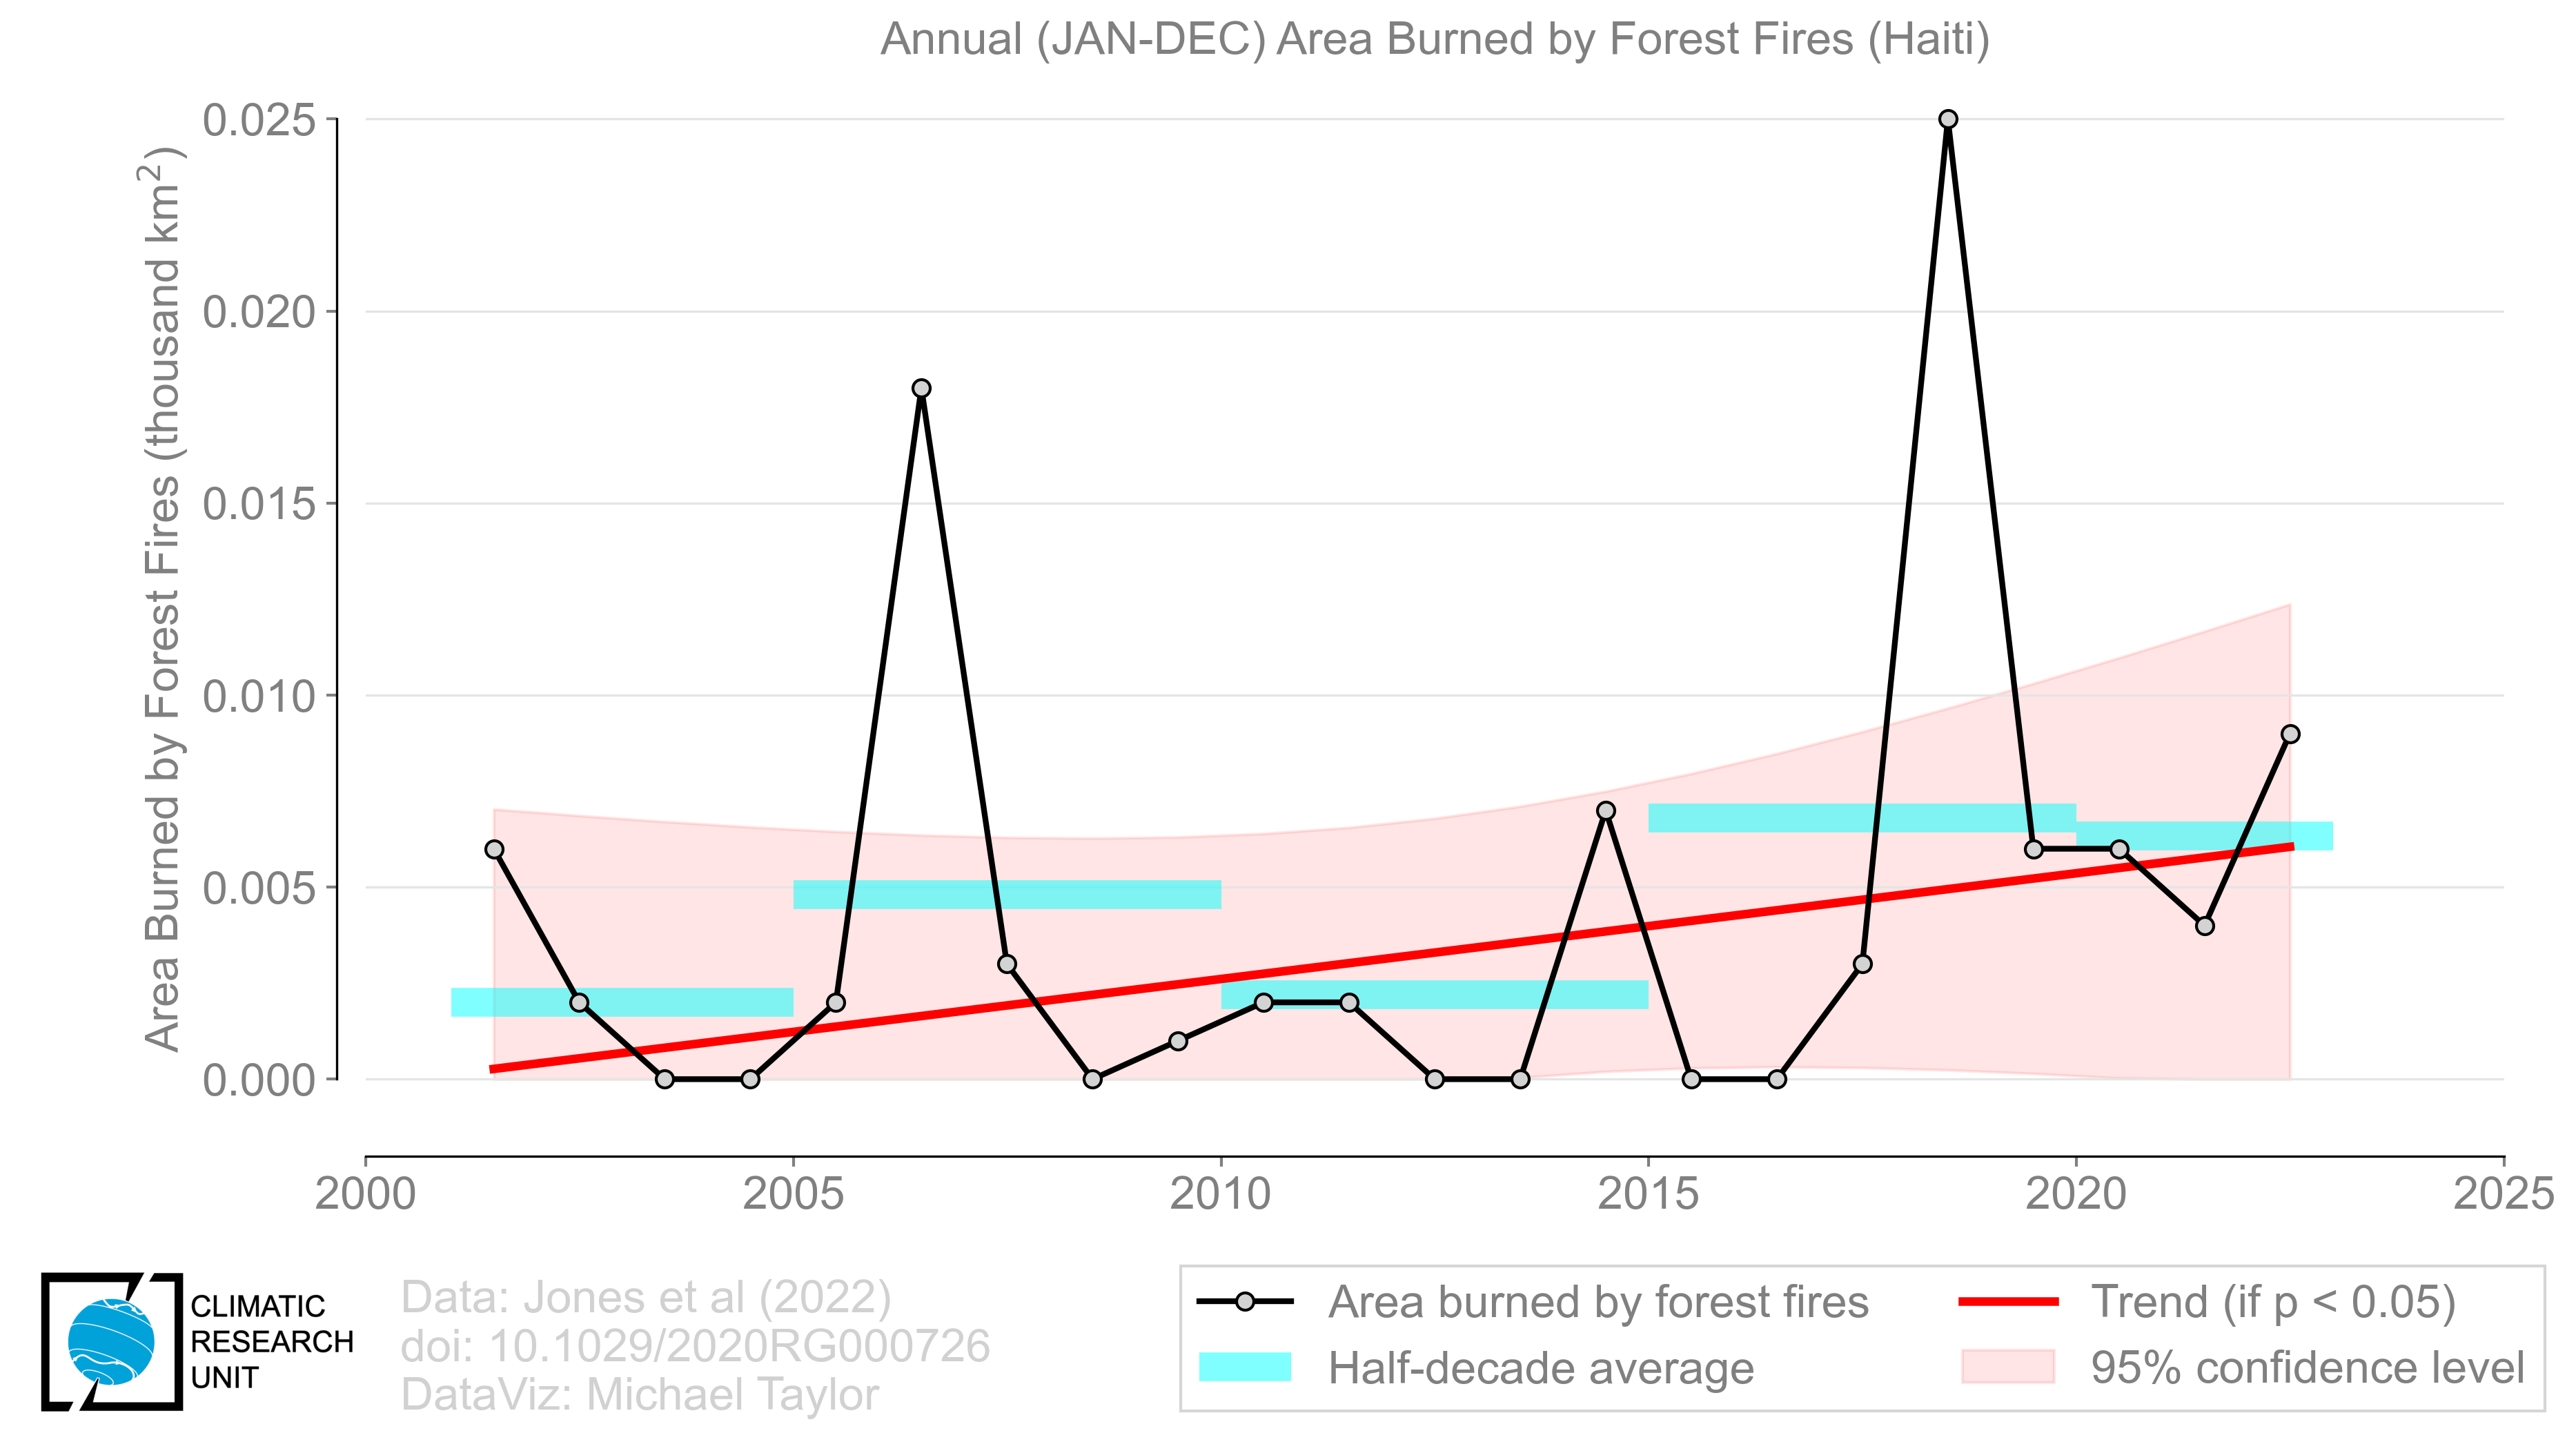 Annual (JAN-DEC) Area Burned by Forest Fires (Haiti)
Area Burned by Forest Fires (thousand km²)
0.025
0.020
0.015
0.010
0.005
0.000
2000
2005
2010
2015
2020
2025
CLIMATIC
RESEARCH
UNIT
Data: Jones et al (2022)
doi: 10.1029/2020RG000726
DataViz: Michael Taylor
Area burned by forest fires
Half-decade average
Trend (if p < 0.05)
95% confidence level